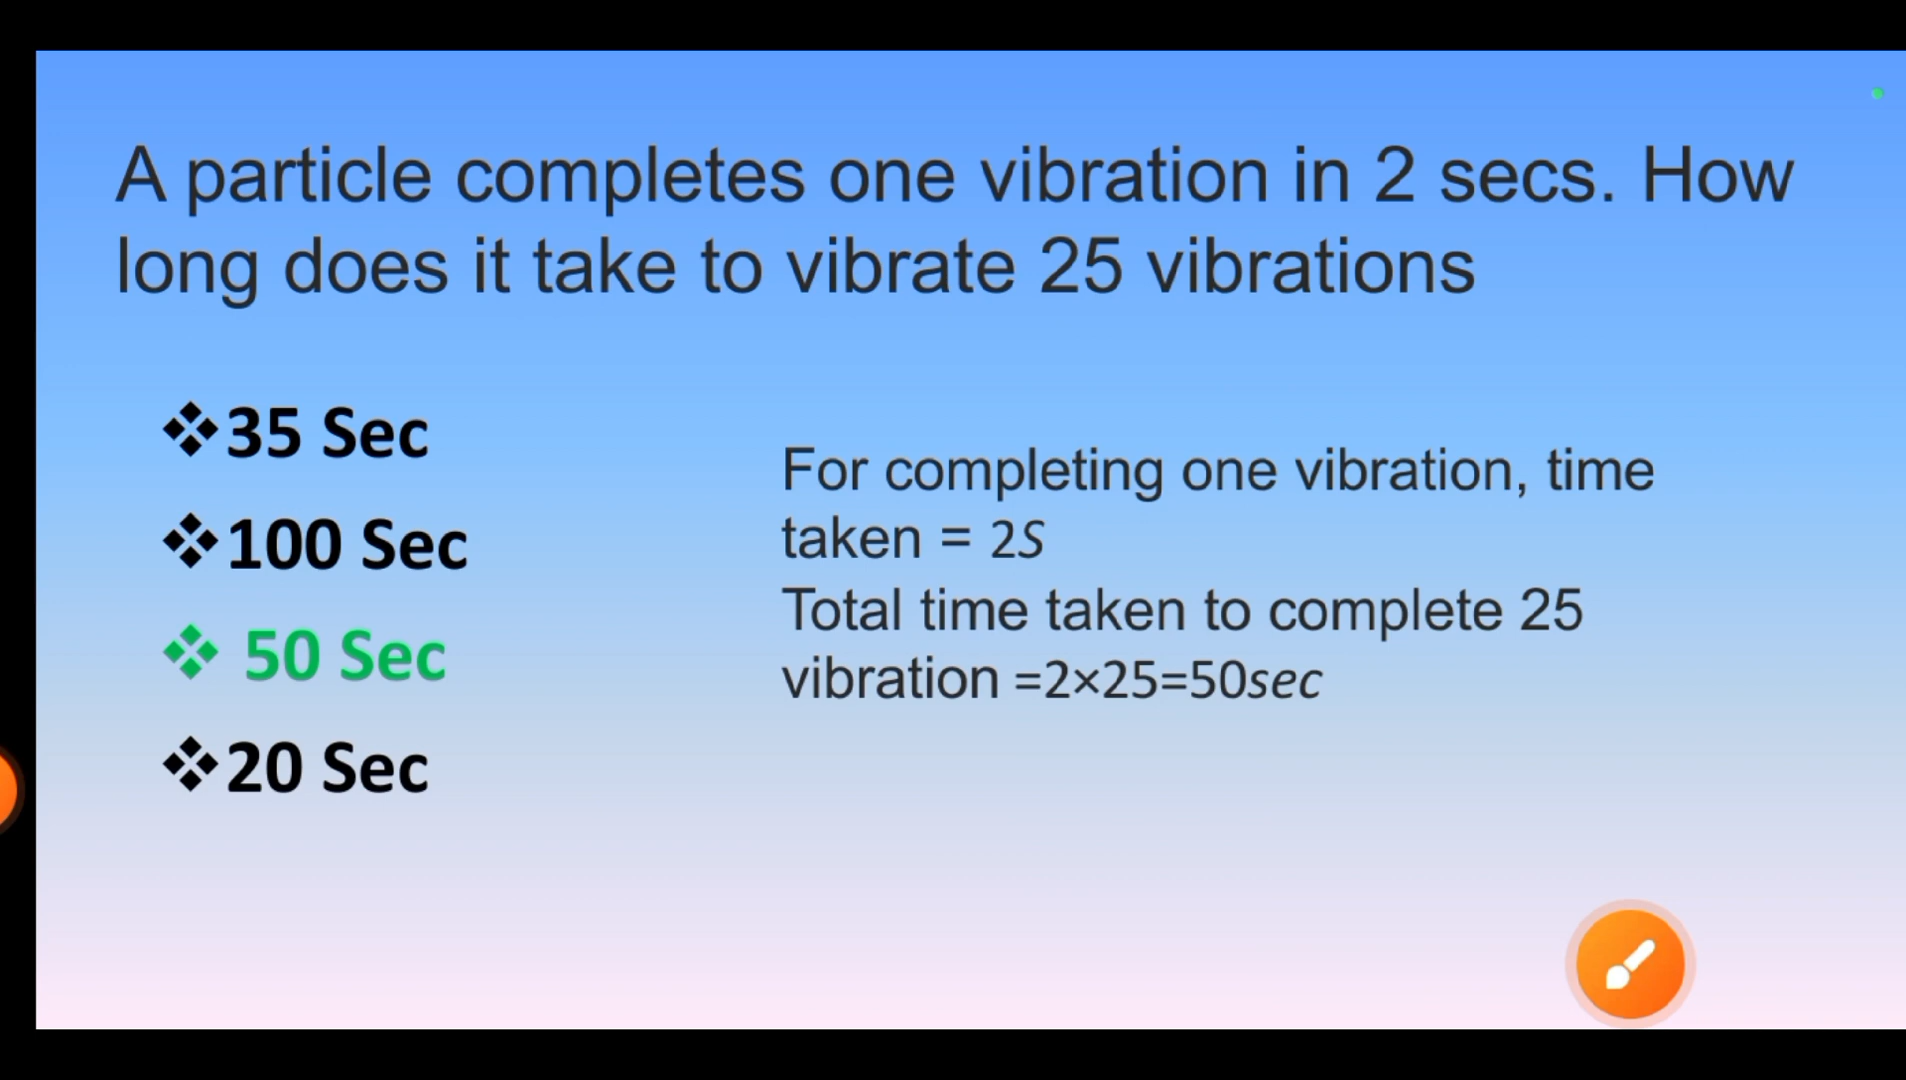 A particle completes one vibration in 2 secs. How
long does it take to vibrate 25 vibrations
❖35 Sec
❖100 Sec
❖ 50 Sec
❖20 Sec
For completing one vibration, time
taken = 2S
Total time taken to complete 25
vibration =2×25=50sec